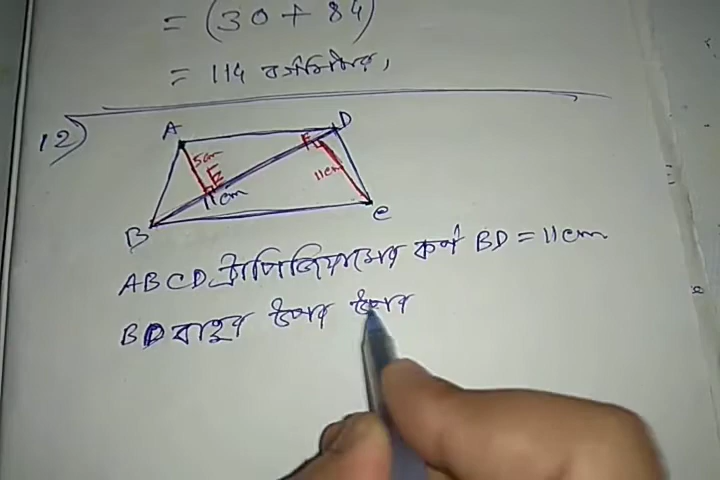 = (30 + 84)
= 114 বর্গমিটার,
12)
A
D
5cm
E
F
11cm
11cm
B
C
ABCD ট্রাপিজিয়ামের কর্ণ BD = 11cm
BD বাহুর উপর উপর